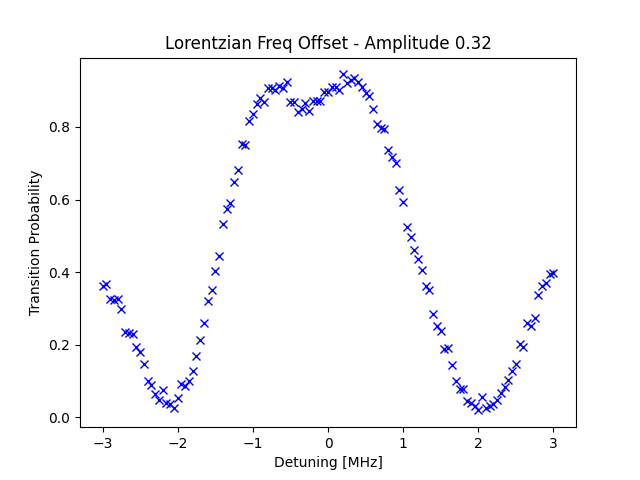 Lorentzian Freq Offset - Amplitude 0.32
0.8
0.6
0.4
0.2
0.0
Transition Probability
−3 −2 −1 0 1 2 3
Detuning [MHz]